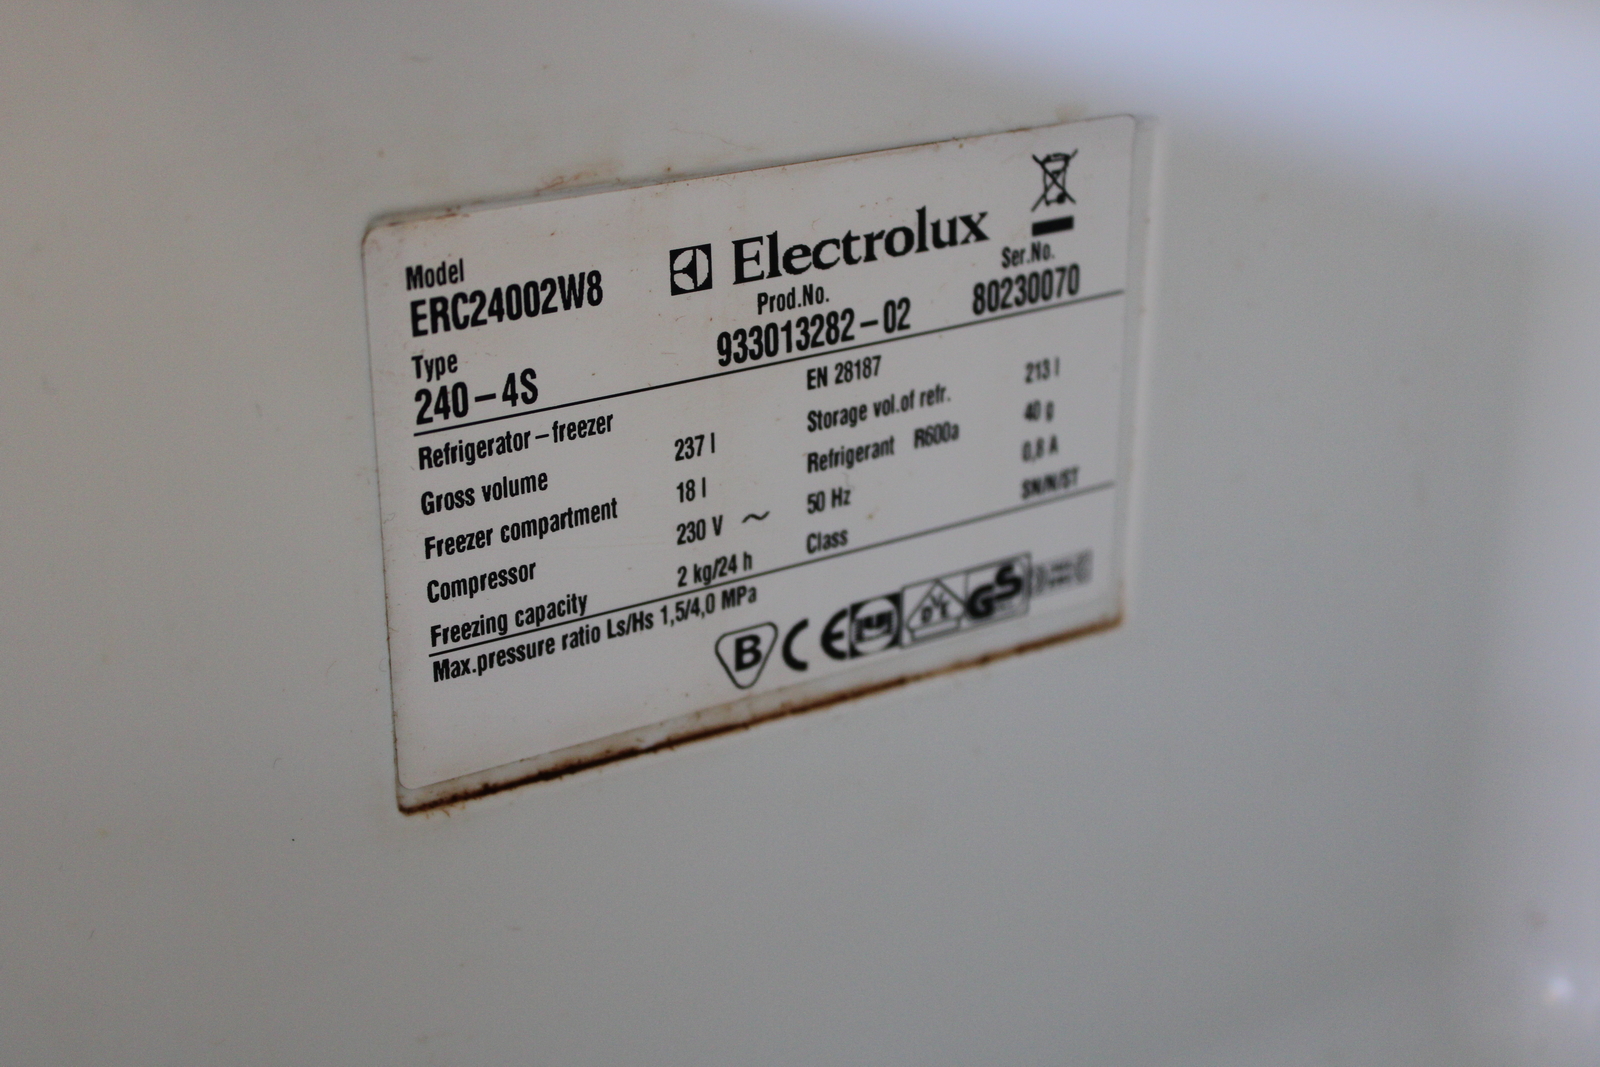 Model
ERC24002W8
Electrolux
Type
240-4S
Prod.No.
933013282-02
Ser.No.
80230070
Refrigerator-freezer
EN 28187
Gross volume 237 l Storage vol.of refr. 213 l
Freezer compartment 18 l Refrigerant R600a 40 g
Compressor 230 V ~ 50 Hz 0,8 A
Freezing capacity 2 kg/24 h Class SN/N/ST
Max.pressure ratio Ls/Hs 1,5/4,0 MPa
B CE DVE GS